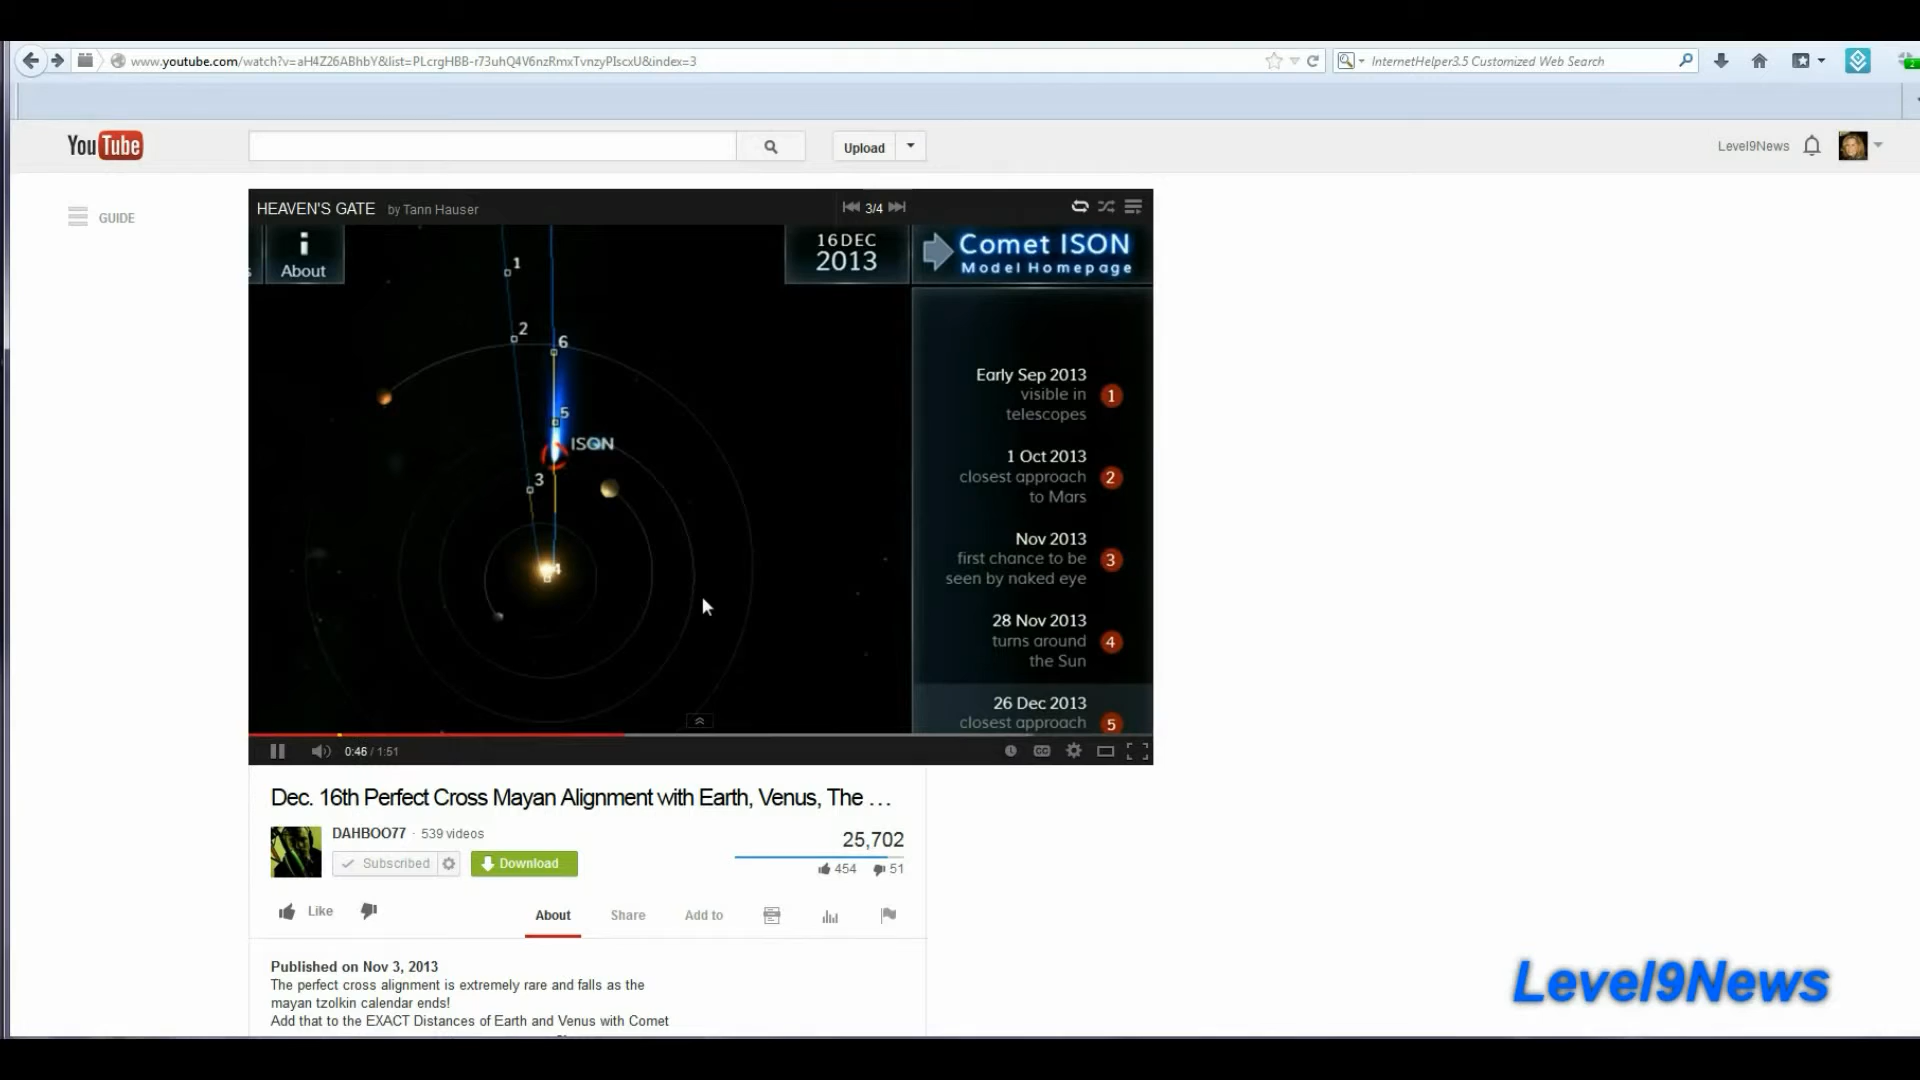 www.youtube.com/watch?v=aH4Z26ABhbY&list=PLcrgHBB-r73uhQ4V6nzRmxTvnzyPIscxU&index=3
InternetHelper3.5 Customized Web Search
2
YouTube
Upload
Level9News
GUIDE
HEAVEN'S GATE by Tann Hauser
3/4
i
About
16 DEC
2013
Comet ISON
Model Homepage
1
2
6
5
ISON
3
4
Early Sep 2013
visible in
telescopes
1
1 Oct 2013
closest approach
to Mars
2
Nov 2013
first chance to be
seen by naked eye
3
28 Nov 2013
turns around
the Sun
4
26 Dec 2013
closest approach
5
0:46 / 1:51
CC
Dec. 16th Perfect Cross Mayan Alignment with Earth, Venus, The ...
DAHBOO77 · 539 videos
25,702
Subscribed
Download
454
51
Like
About
Share
Add to
Published on Nov 3, 2013
The perfect cross alignment is extremely rare and falls as the
mayan tzolkin calendar ends!
Add that to the EXACT Distances of Earth and Venus with Comet
Level9News